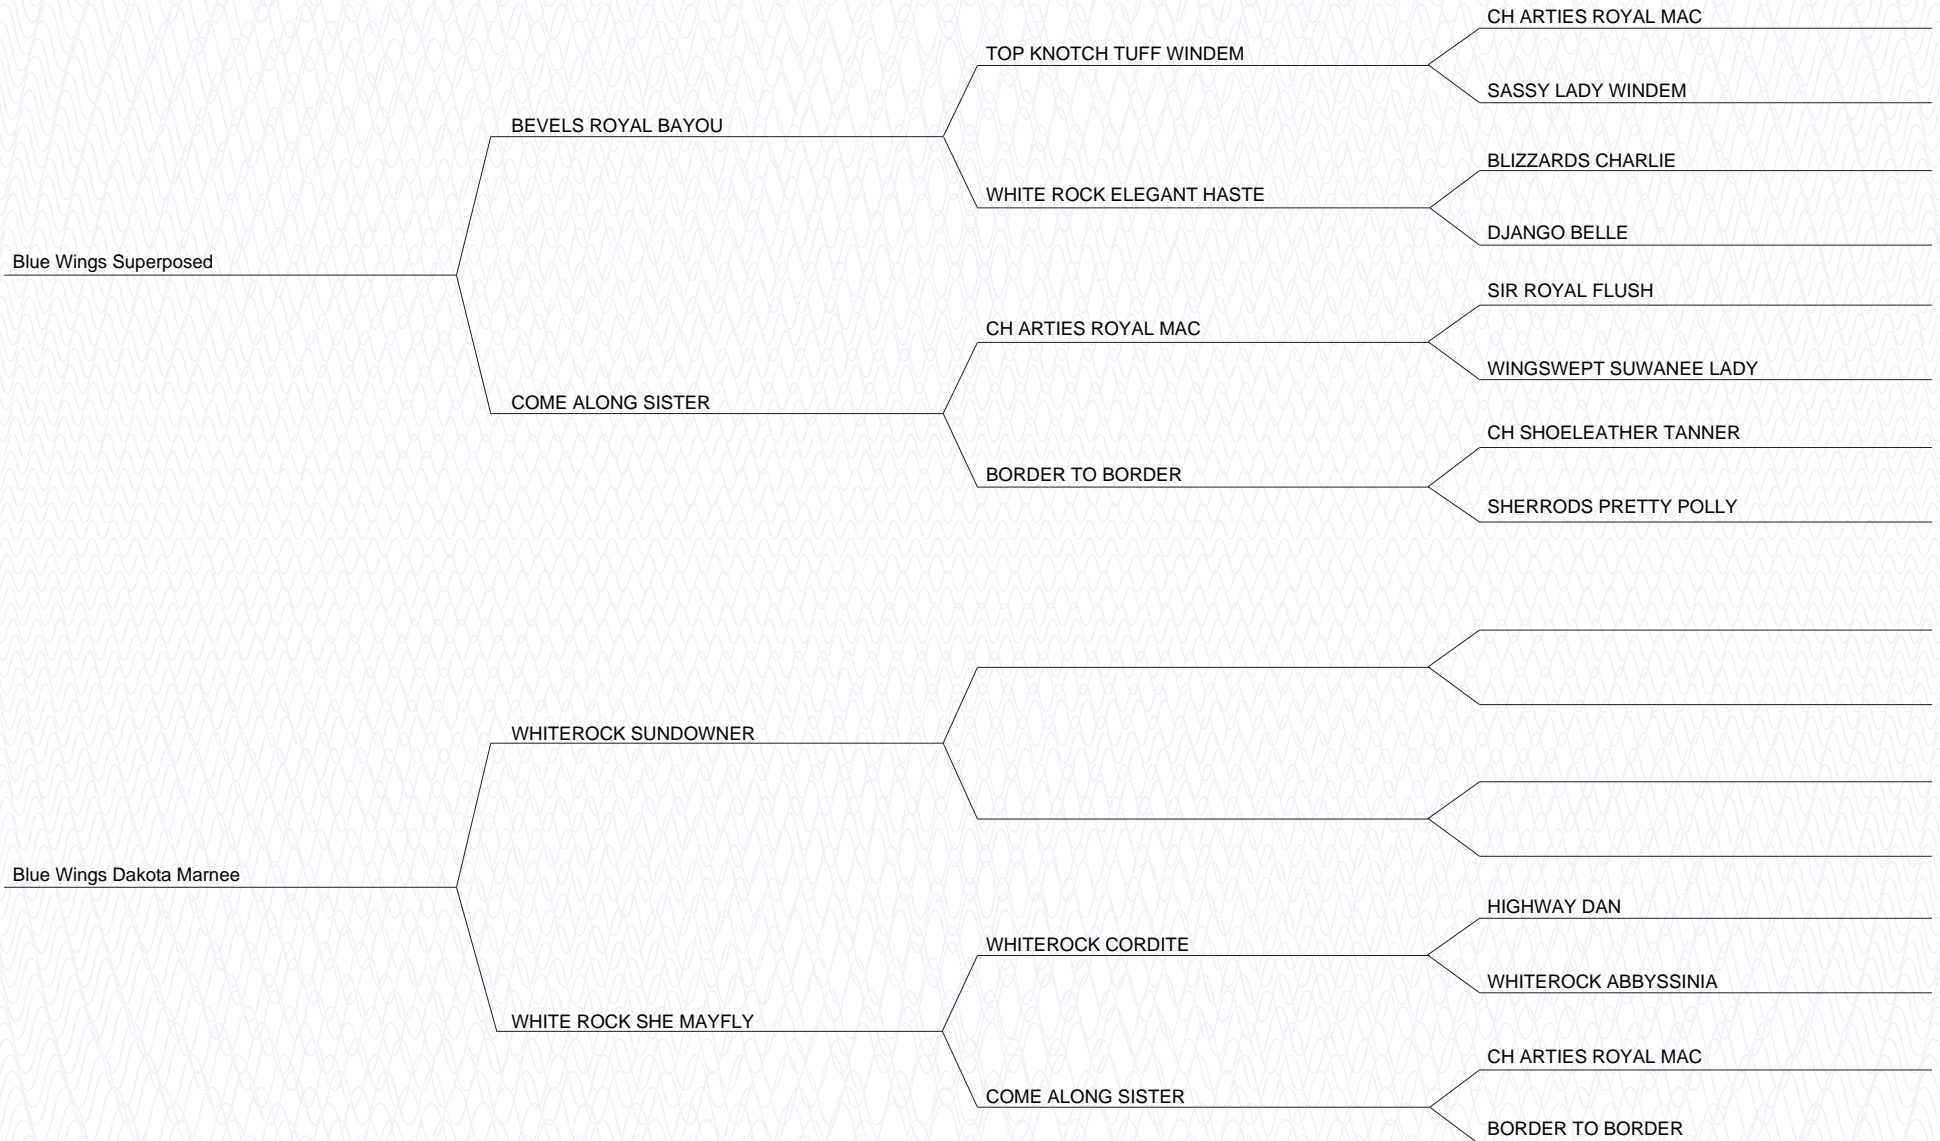 CH ARTIES ROYAL MAC
TOP KNOTCH TUFF WINDEM
SASSY LADY WINDEM
BEVELS ROYAL BAYOU
BLIZZARDS CHARLIE
WHITE ROCK ELEGANT HASTE
DJANGO BELLE
Blue Wings Superposed
SIR ROYAL FLUSH
CH ARTIES ROYAL MAC
WINGSWEPT SUWANEE LADY
COME ALONG SISTER
CH SHOELEATHER TANNER
BORDER TO BORDER
SHERRODS PRETTY POLLY
WHITEROCK SUNDOWNER
Blue Wings Dakota Marnee
HIGHWAY DAN
WHITEROCK CORDITE
WHITEROCK ABBYSSINIA
WHITE ROCK SHE MAYFLY
CH ARTIES ROYAL MAC
COME ALONG SISTER
BORDER TO BORDER